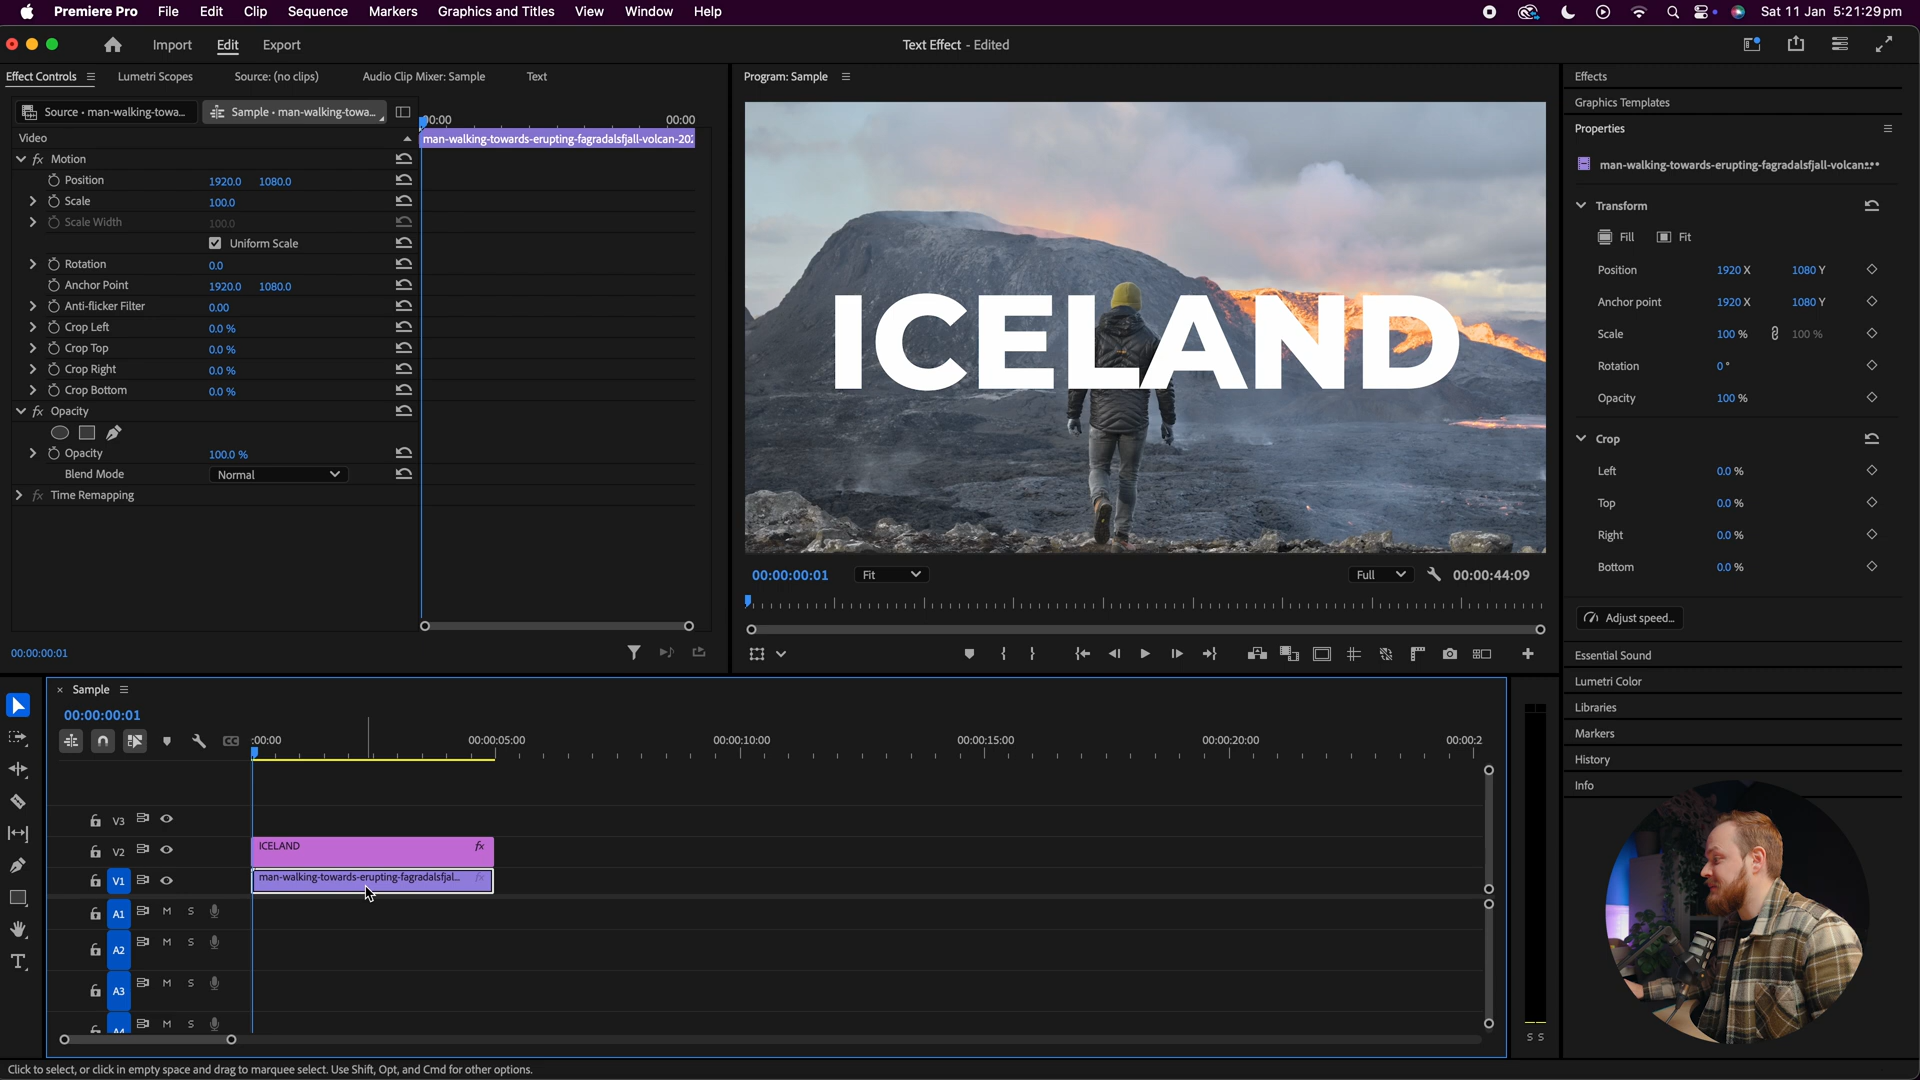 Premiere Pro File Edit Clip Sequence Markers Graphics and Titles View Window Help Sat 11 Jan 5:21:29 pm
Import Edit Export Text Effect - Edited
Effect Controls Lumetri Scopes Source: (no clips) Audio Clip Mixer: Sample Text
Source • man-walking-towa... Sample • man-walking-towa...
:00:00 00:00
Video
man-walking-towards-erupting-fagradalsfjall-volcan-202
Motion
Position 1920.0 1080.0
Scale 100.0
Scale Width 100.0
Uniform Scale
Rotation 0.0
Anchor Point 1920.0 1080.0
Anti-flicker Filter 0.00
Crop Left 0.0 %
Crop Top 0.0 %
Crop Right 0.0 %
Crop Bottom 0.0 %
fx Opacity
Opacity 100.0 %
Blend Mode Normal
fx Time Remapping
00:00:00:01
Program: Sample
ICELAND
00:00:00:01 Fit Full 00:00:44:09
Effects
Graphics Templates
Properties
man-walking-towards-erupting-fagradalsfjall-volcan...
Transform
Fill Fit
Position 1920 X 1080 Y
Anchor point 1920 X 1080 Y
Scale 100 % 100 %
Rotation 0 °
Opacity 100 %
Crop
Left 0.0 %
Top 0.0 %
Right 0.0 %
Bottom 0.0 %
Adjust speed...
Essential Sound
Lumetri Color
Libraries
Markers
History
Info
× Sample
00:00:00:01
:00:00 00:00:05:00 00:00:10:00 00:00:15:00 00:00:20:00 00:00:2
CC
V3
V2 ICELAND fx
V1 man-walking-towards-erupting-fagradalsfjal... fx
A1 M S
A2 M S
A3 M S
A4 M S
S S
Click to select, or click in empty space and drag to marquee select. Use Shift, Opt, and Cmd for other options.